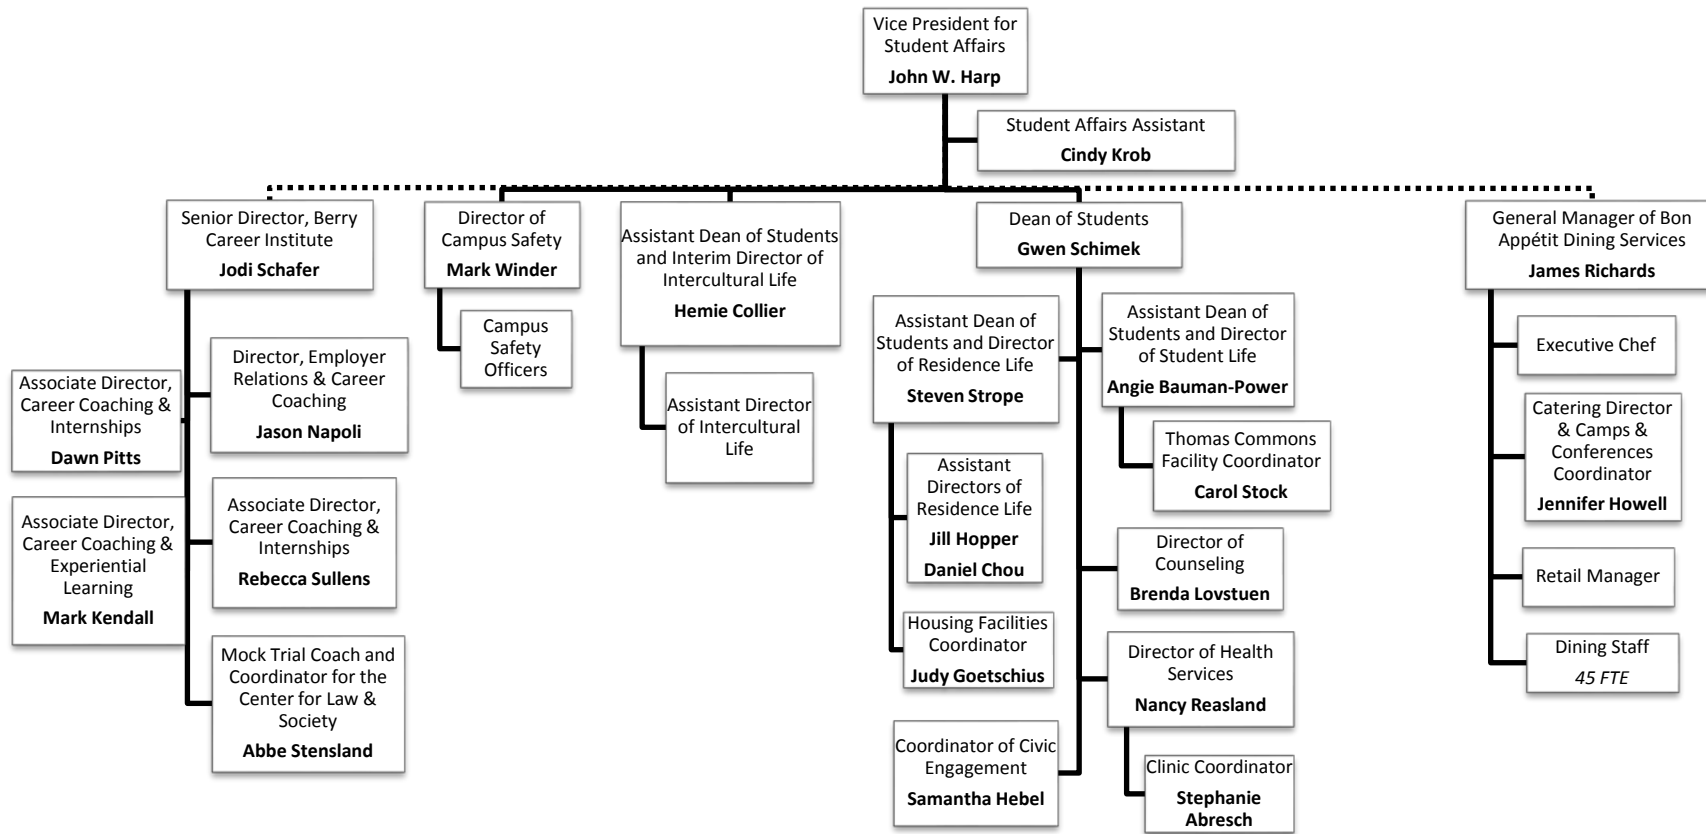 Vice President for
Student Affairs
John W. Harp
Student Affairs Assistant
Cindy Krob
Senior Director, Berry
Career Institute
Jodi Schafer
Director of
Campus Safety
Mark Winder
Assistant Dean of Students
and Interim Director of
Intercultural Life
Hemie Collier
Dean of Students
Gwen Schimek
General Manager of Bon
Appétit Dining Services
James Richards
Associate Director,
Career Coaching &
Internships
Dawn Pitts
Director, Employer
Relations & Career
Coaching
Jason Napoli
Associate Director,
Career Coaching &
Experiential
Learning
Mark Kendall
Associate Director,
Career Coaching &
Internships
Rebecca Sullens
Mock Trial Coach and
Coordinator for the
Center for Law &
Society
Abbe Stensland
Campus
Safety
Officers
Assistant Director
of Intercultural
Life
Assistant Dean of
Students and Director
of Residence Life
Steven Strope
Assistant
Directors of
Residence Life
Jill Hopper
Daniel Chou
Housing Facilities
Coordinator
Judy Goetschius
Coordinator of Civic
Engagement
Samantha Hebel
Assistant Dean of
Students and Director
of Student Life
Angie Bauman-Power
Thomas Commons
Facility Coordinator
Carol Stock
Director of
Counseling
Brenda Lovstuen
Director of Health
Services
Nancy Reasland
Clinic Coordinator
Stephanie
Abresch
Executive Chef
Catering Director
& Camps &
Conferences
Coordinator
Jennifer Howell
Retail Manager
Dining Staff
45 FTE